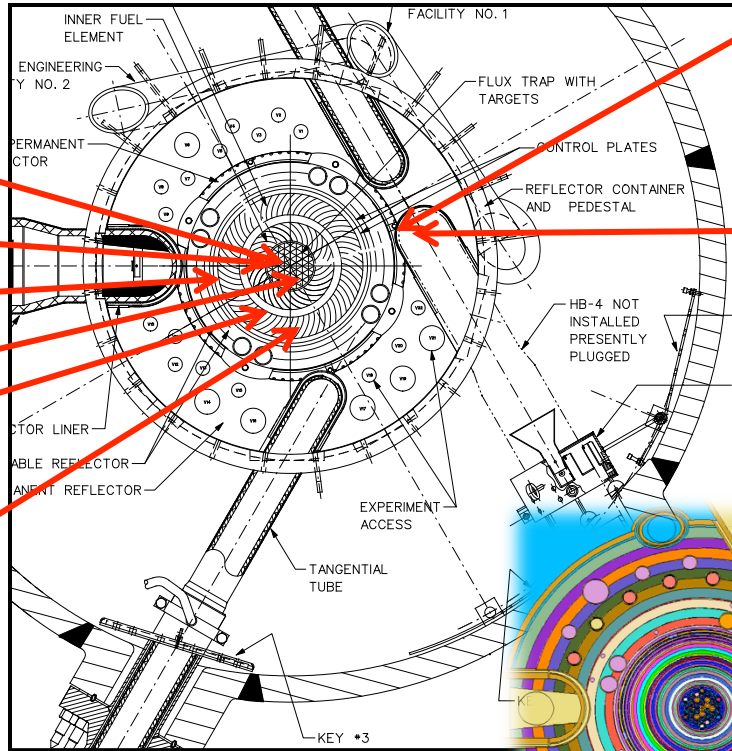 FACILITY NO. 1
INNER FUEL
ELEMENT
ENGINEERING
TY NO. 2
FLUX TRAP WITH
TARGETS
PERMANENT
CTOR
CONTROL PLATES
REFLECTOR CONTAINER
AND PEDESTAL
HB-4 NOT
INSTALLED
PRESENTLY
PLUGGED
CTOR LINER
ABLE REFLECTOR
ANENT REFLECTOR
EXPERIMENT
ACCESS
TANGENTIAL
TUBE
KE
KEY #3